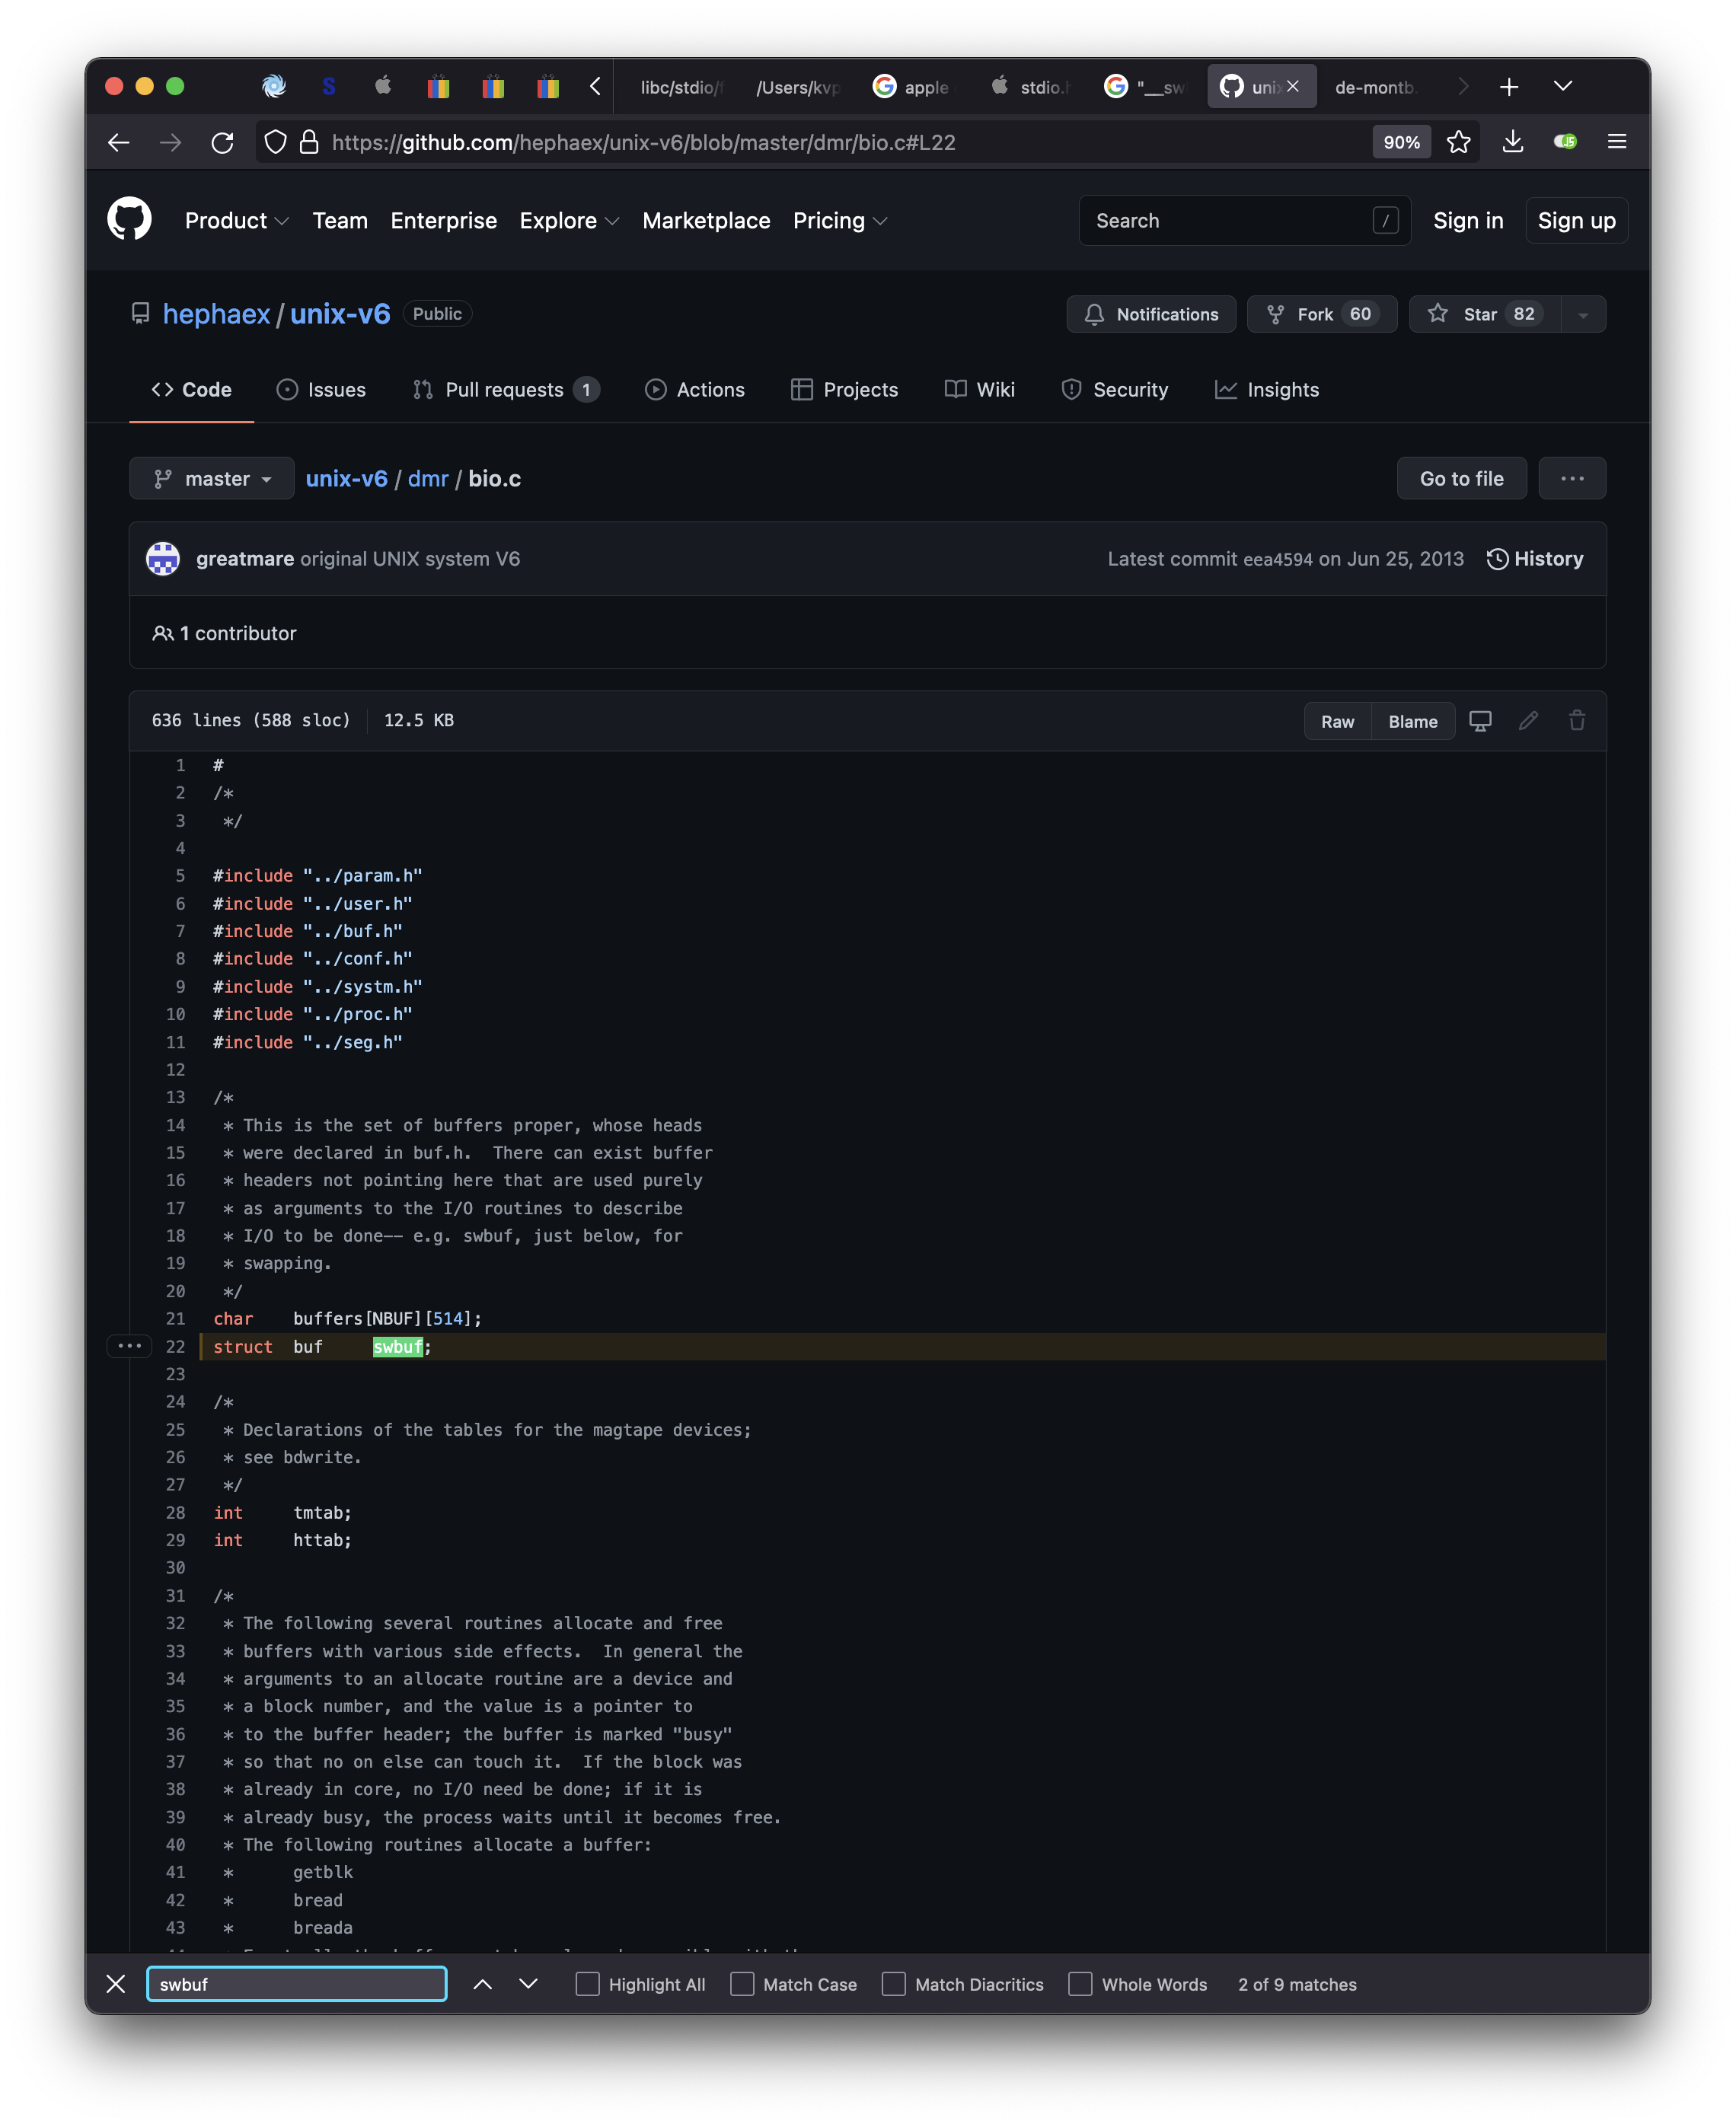 S libc/stdio/f /Users/kvp apple stdio.h "__sw uni de-montb.
https://github.com/hephaex/unix-v6/blob/master/dmr/bio.c#L22 90% JS
Product Team Enterprise Explore Marketplace Pricing Search / Sign in Sign up
hephaex / unix-v6 Public Notifications Fork 60 Star 82
Code Issues Pull requests 1 Actions Projects Wiki Security Insights
master unix-v6 / dmr / bio.c Go to file ...
greatmare original UNIX system V6 Latest commit eea4594 on Jun 25, 2013 History
1 contributor
636 lines (588 sloc) 12.5 KB Raw Blame
1 #
2 /*
3 */
4
5 #include "../param.h"
6 #include "../user.h"
7 #include "../buf.h"
8 #include "../conf.h"
9 #include "../systm.h"
10 #include "../proc.h"
11 #include "../seg.h"
12
13 /*
14 * This is the set of buffers proper, whose heads
15 * were declared in buf.h.  There can exist buffer
16 * headers not pointing here that are used purely
17 * as arguments to the I/O routines to describe
18 * I/O to be done-- e.g. swbuf, just below, for
19 * swapping.
20 */
21 char buffers[NBUF][514];
... 22 struct buf swbuf;
23
24 /*
25 * Declarations of the tables for the magtape devices;
26 * see bdwrite.
27 */
28 int tmtab;
29 int httab;
30
31 /*
32 * The following several routines allocate and free
33 * buffers with various side effects.  In general the
34 * arguments to an allocate routine are a device and
35 * a block number, and the value is a pointer to
36 * to the buffer header; the buffer is marked "busy"
37 * so that no on else can touch it.  If the block was
38 * already in core, no I/O need be done; if it is
39 * already busy, the process waits until it becomes free.
40 * The following routines allocate a buffer:
41 * getblk
42 * bread
43 * breada
swbuf Highlight All Match Case Match Diacritics Whole Words 2 of 9 matches